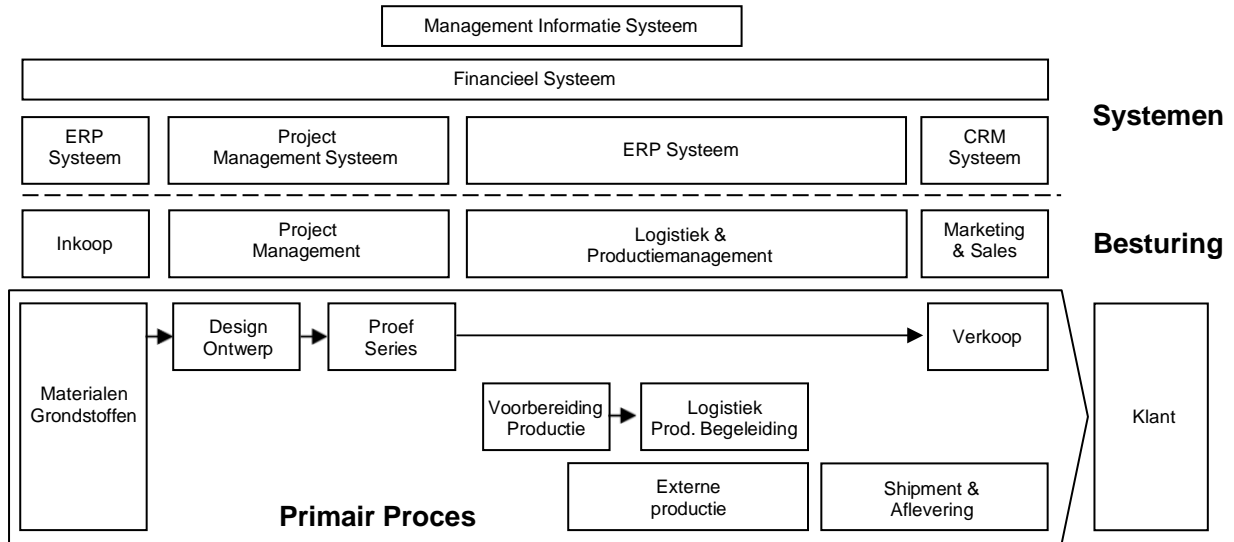 Management Informatie Systeem
Financieel Systeem
Systemen
ERP
Systeem
Project
Management Systeem
ERP Systeem
CRM
Systeem
Inkoop
Project
Management
Logistiek &
Productiemanagement
Marketing
& Sales
Besturing
Materialen
Grondstoffen
Design
Ontwerp
Proef
Series
Verkoop
Voorbereiding
Productie
Logistiek
Prod. Begeleiding
Klant
Externe
productie
Shipment &
Aflevering
Primair Proces